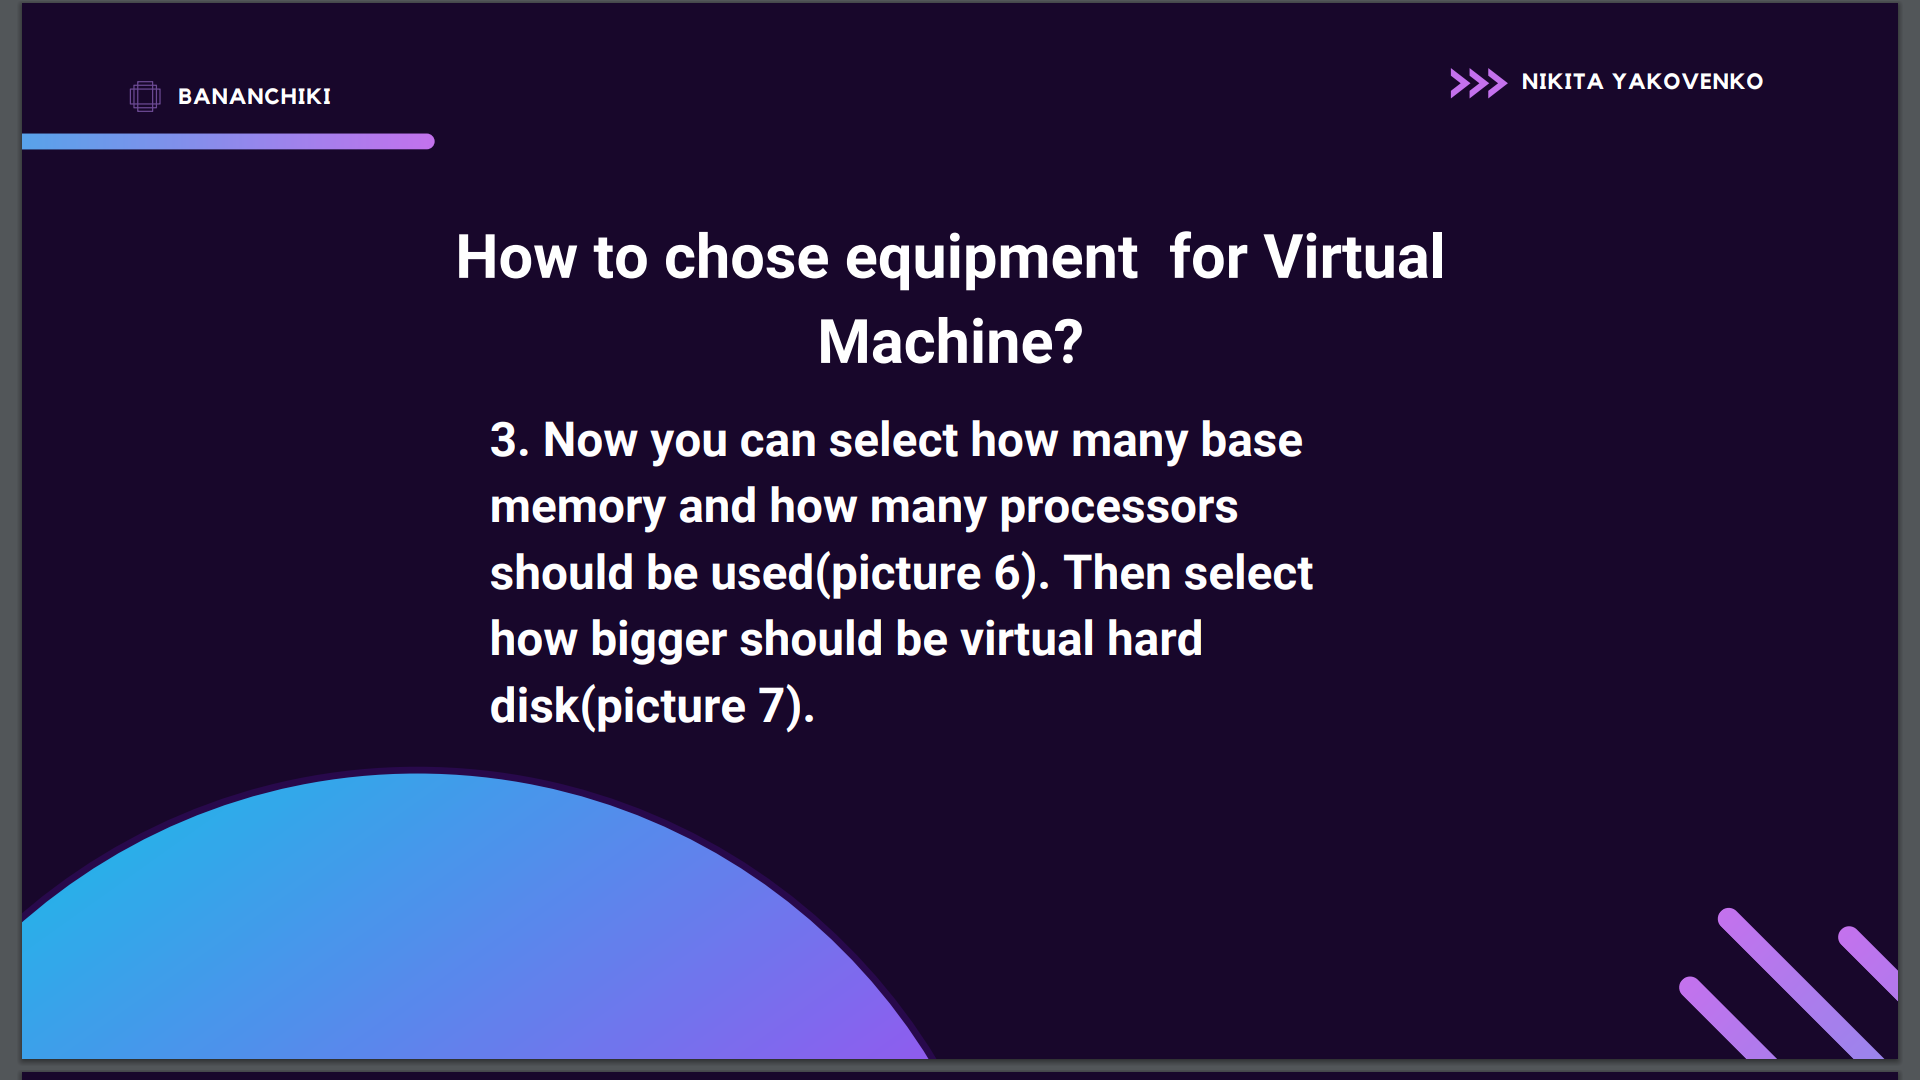 BANANCHIKI
NIKITA YAKOVENKO
How to chose equipment  for Virtual
Machine?
3. Now you can select how many base
memory and how many processors
should be used(picture 6). Then select
how bigger should be virtual hard
disk(picture 7).